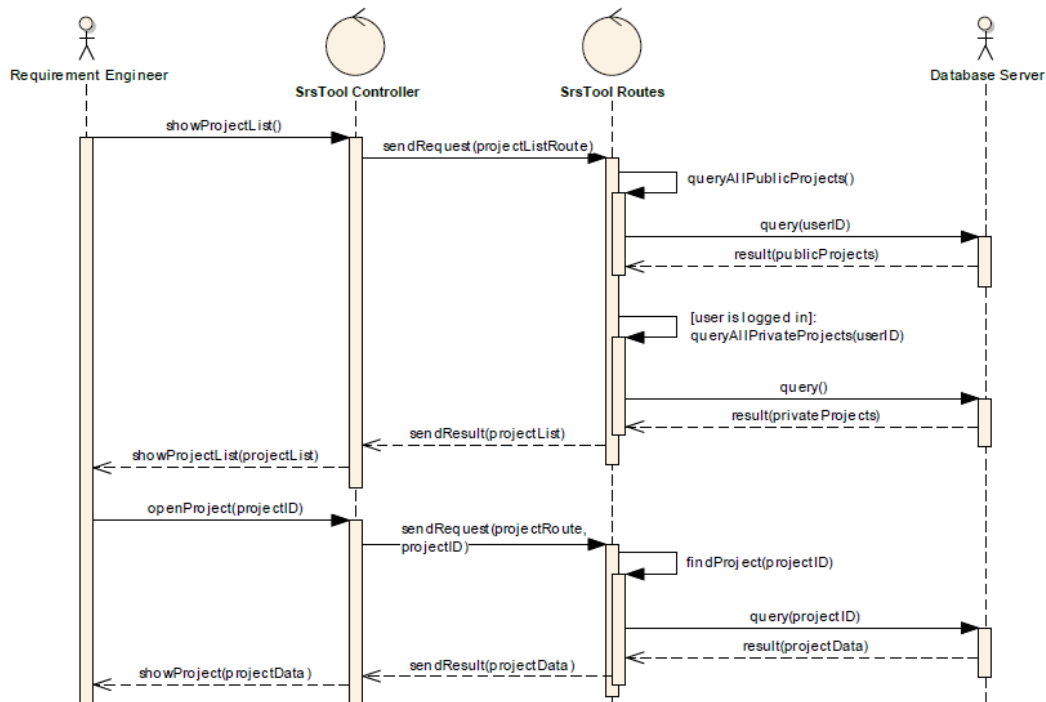 Requirement Engineer
SrsTool Controller
SrsTool Routes
Database Server
showProjectList()
sendRequest(projectListRoute)
queryAllPublicProjects()
query(userID)
result(publicProjects)
[user is logged in]:
queryAllPrivateProjects(userID)
query()
result(privateProjects)
sendResult(projectList)
showProjectList(projectList)
openProject(projectID)
sendRequest(projectRoute,
projectID)
findProject(projectID)
query(projectID)
result(projectData)
sendResult(projectData)
showProject(projectData)